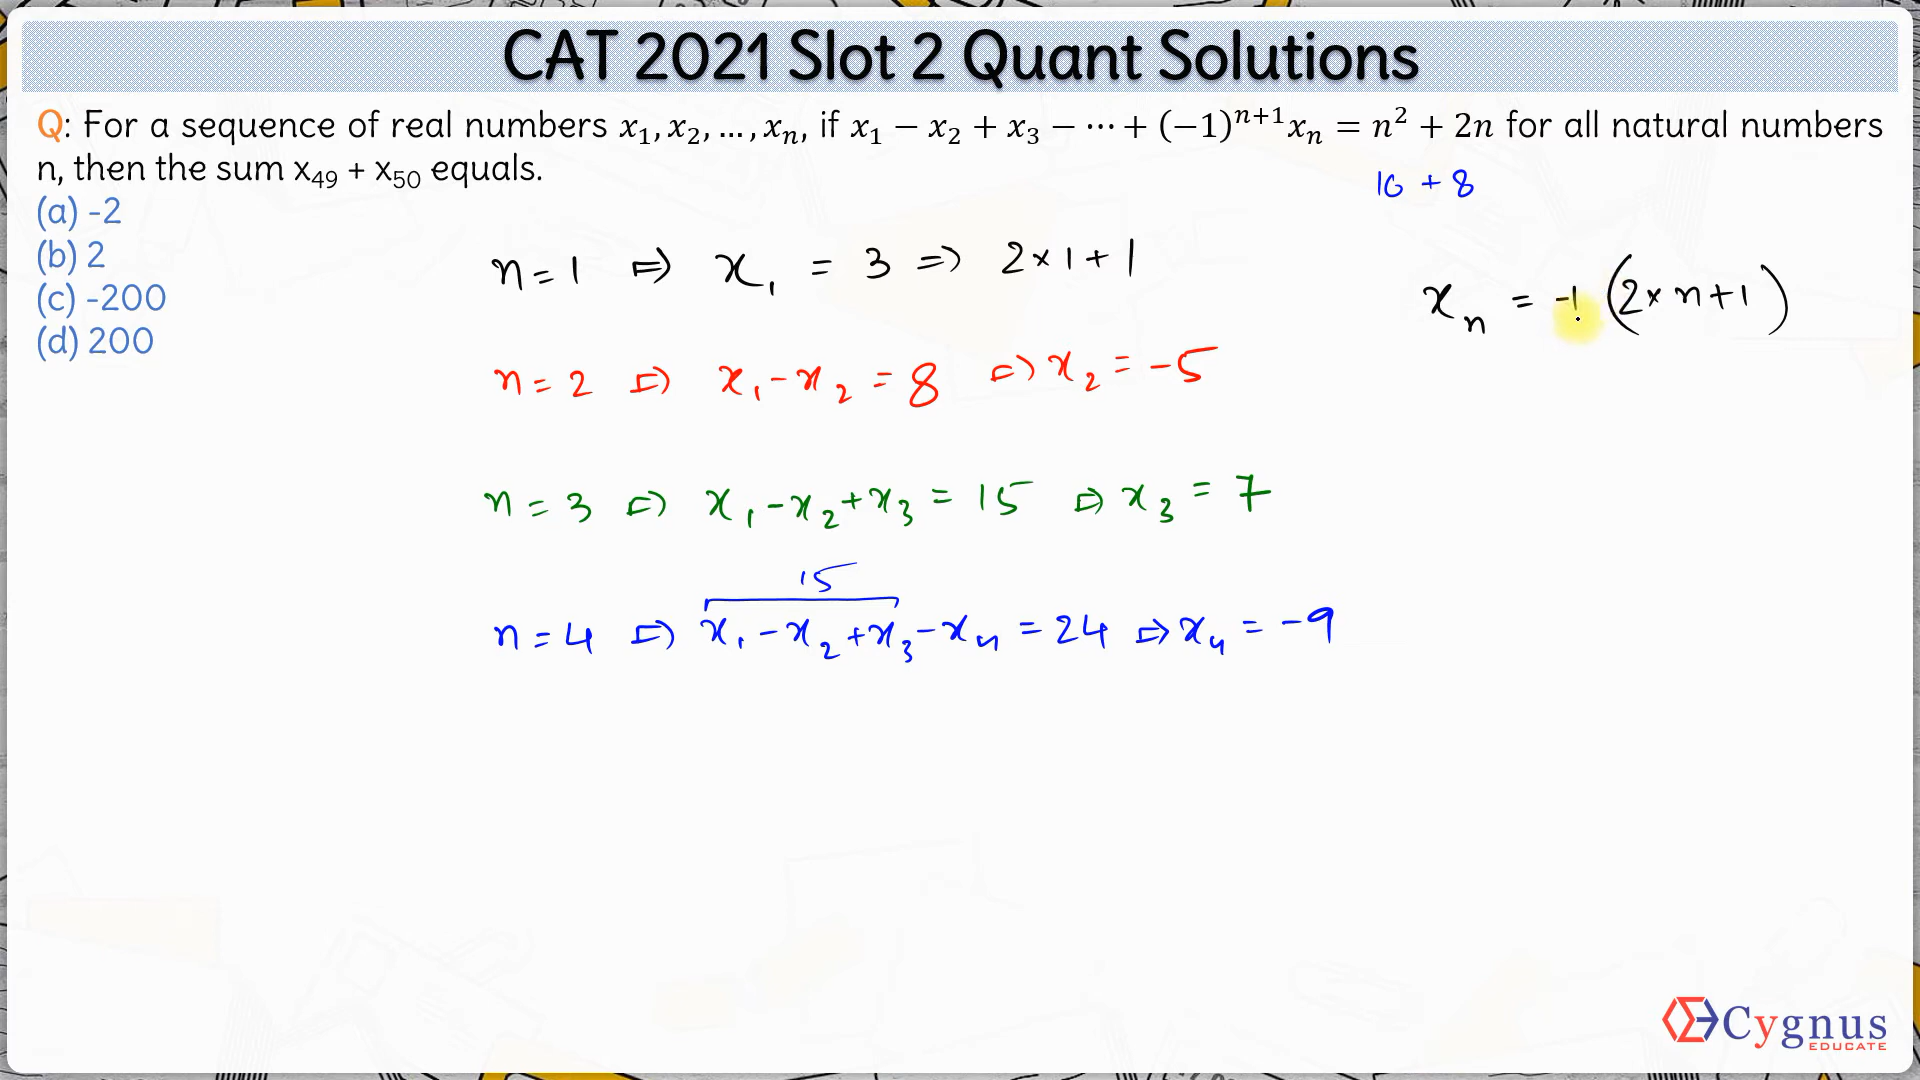 CAT 2021 Slot 2 Quant Solutions
Q: For a sequence of real numbers x₁, x₂, ..., xₙ, if x₁ − x₂ + x₃ − ⋯ + (−1)ⁿ⁺¹xₙ = n² + 2n for all natural numbers
n, then the sum x₄₉ + x₅₀ equals.
16 + 8
(a) -2
(b) 2
(c) -200
(d) 200
n = 1 ⇒ x₁ = 3 ⇒ 2×1+1
xₙ = -1 (2×n+1)
n = 2 ⇒ x₁ - x₂ = 8 ⇒ x₂ = -5
n = 3 ⇒ x₁ - x₂ + x₃ = 15 ⇒ x₃ = 7
15
n = 4 ⇒ x₁ - x₂ + x₃ - x₄ = 24 ⇒ x₄ = -9
Cygnus
EDUCATE